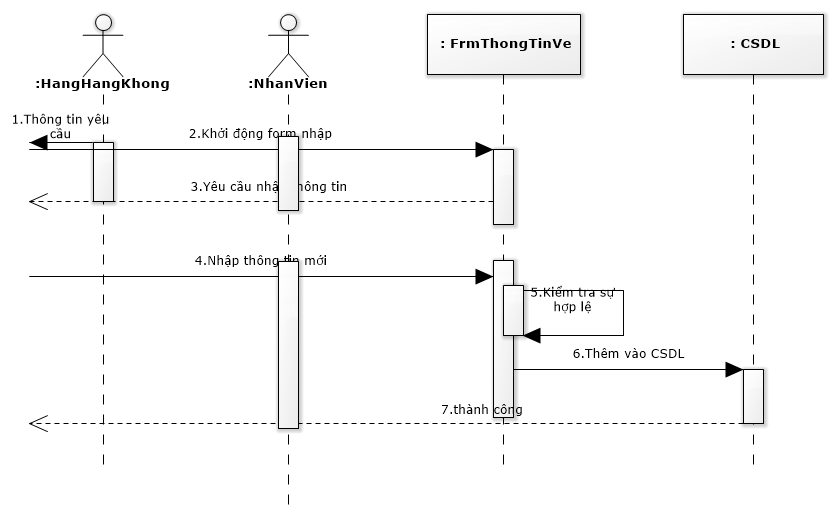 : FrmThongTinVe
: CSDL
:HangHangKhong
:NhanVien
1.Thông tin yêu
cầu
2.Khởi động form nhập
3.Yêu cầu nhập thông tin
4.Nhập thông tin mới
5.Kiểm tra sự
hợp lệ
6.Thêm vào CSDL
7.thành công